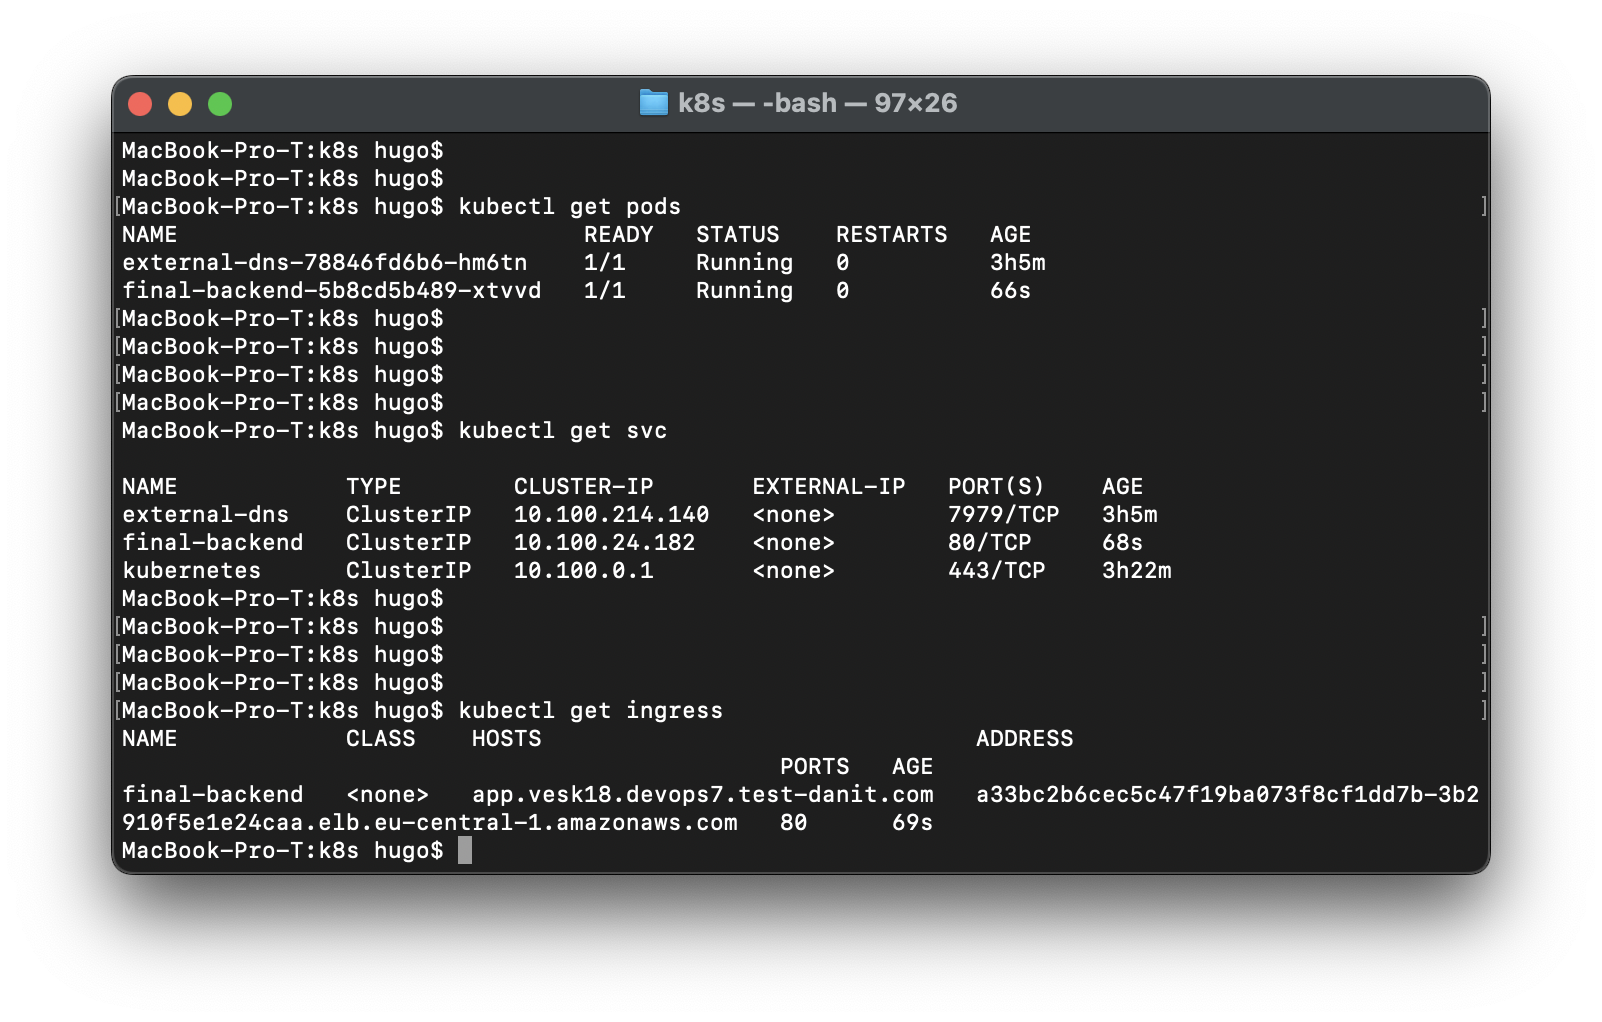 k8s — -bash — 97×26
MacBook-Pro-T:k8s hugo$
MacBook-Pro-T:k8s hugo$
[MacBook-Pro-T:k8s hugo$ kubectl get pods ]
NAME READY STATUS RESTARTS AGE
external-dns-78846fd6b6-hm6tn 1/1 Running 0 3h5m
final-backend-5b8cd5b489-xtvvd 1/1 Running 0 66s
[MacBook-Pro-T:k8s hugo$ ]
[MacBook-Pro-T:k8s hugo$ ]
[MacBook-Pro-T:k8s hugo$ ]
[MacBook-Pro-T:k8s hugo$ ]
MacBook-Pro-T:k8s hugo$ kubectl get svc
NAME TYPE CLUSTER-IP EXTERNAL-IP PORT(S) AGE
external-dns ClusterIP 10.100.214.140 <none> 7979/TCP 3h5m
final-backend ClusterIP 10.100.24.182 <none> 80/TCP 68s
kubernetes ClusterIP 10.100.0.1 <none> 443/TCP 3h22m
MacBook-Pro-T:k8s hugo$
[MacBook-Pro-T:k8s hugo$ ]
[MacBook-Pro-T:k8s hugo$ ]
[MacBook-Pro-T:k8s hugo$ ]
[MacBook-Pro-T:k8s hugo$ kubectl get ingress ]
NAME CLASS HOSTS ADDRESS
PORTS AGE
final-backend <none> app.vesk18.devops7.test-danit.com a33bc2b6cec5c47f19ba073f8cf1dd7b-3b2
910f5e1e24caa.elb.eu-central-1.amazonaws.com 80 69s
MacBook-Pro-T:k8s hugo$